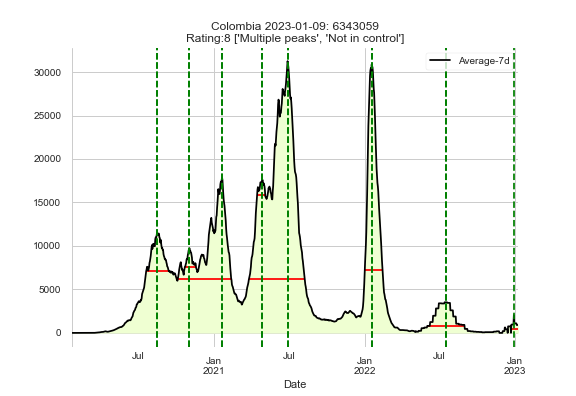 Colombia 2023-01-09: 6343059
Rating:8 ['Multiple peaks', 'Not in control']
Average-7d
30000
25000
20000
15000
10000
5000
0
Jul
Jan
2021
Jul
Jan
2022
Jul
Jan
2023
Date